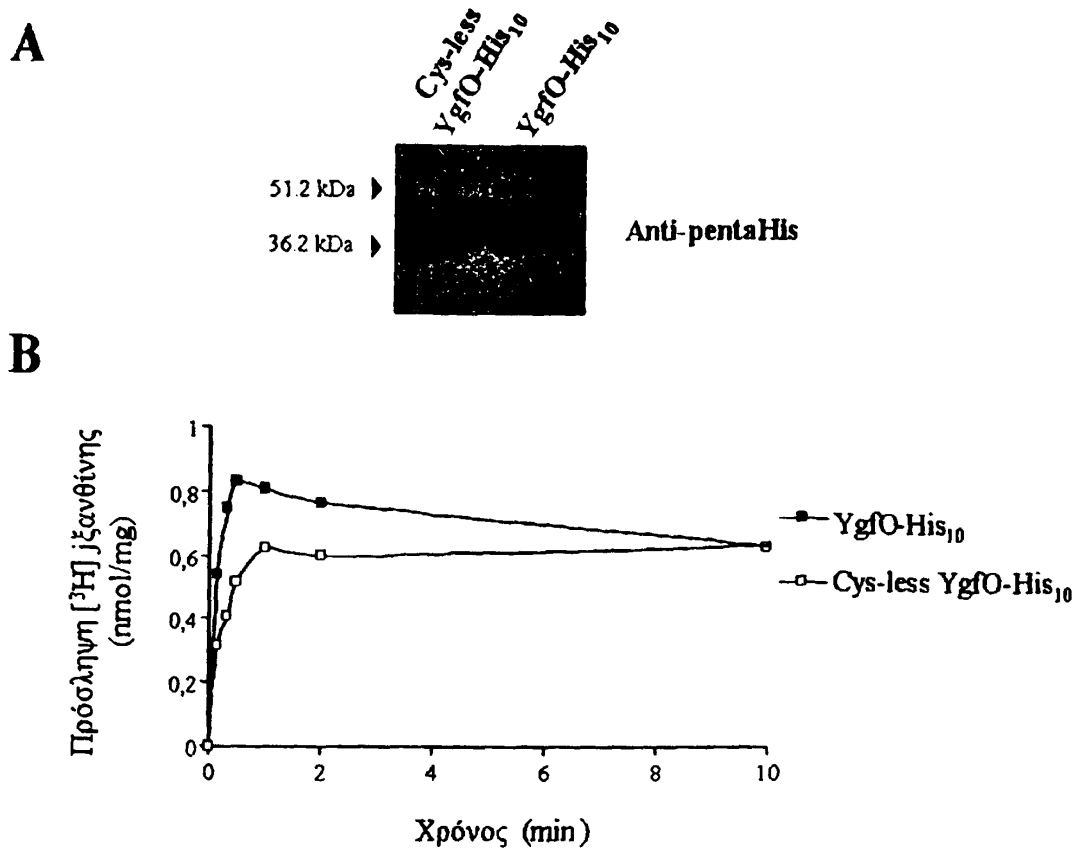 A
Cys-less
YgfO-His10
YgfO-His10
51.2 kDa
36.2 kDa
Anti-pentaHis
B
Πρόσληψη [³H] jξανθίνης
(nmol/mg)
1
0,8
0,6
0,4
0,2
0
0
2
4
6
8
10
Χρόνος (min)
YgfO-His10
Cys-less YgfO-His10